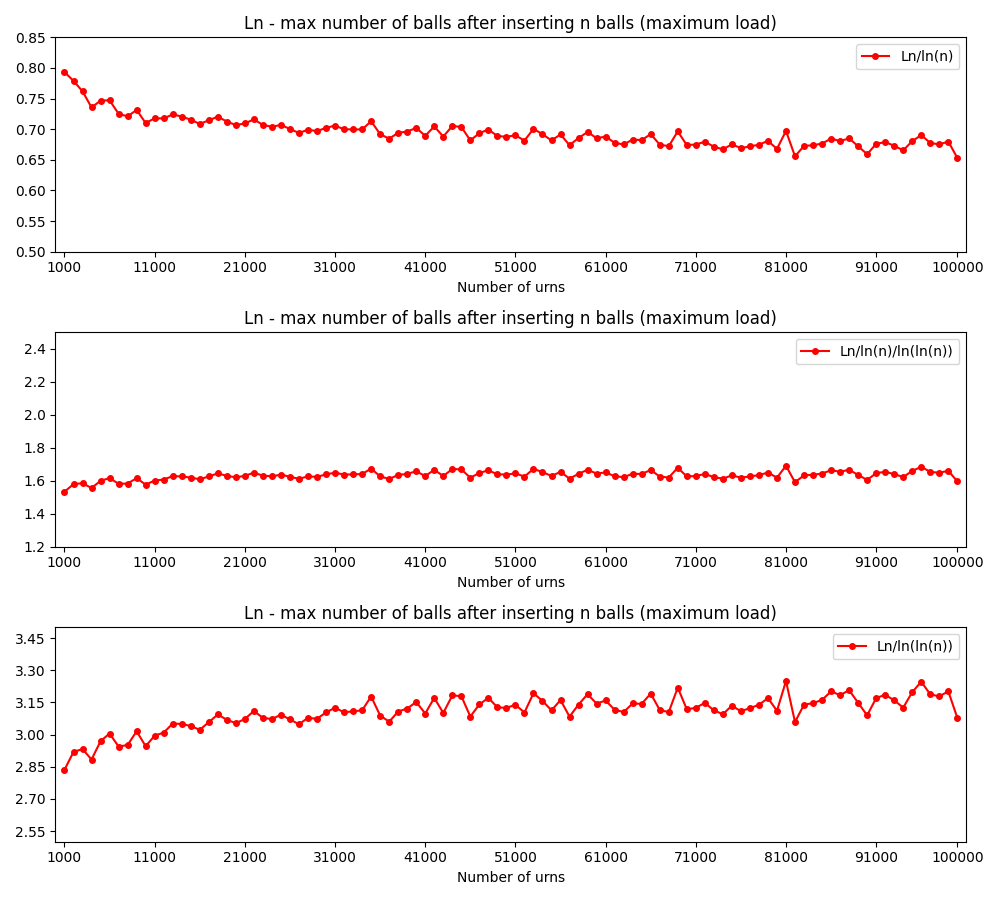 Ln - max number of balls after inserting n balls (maximum load)
0.85
0.80
0.75
0.70
0.65
0.60
0.55
0.50
Ln/ln(n)
1000 11000 21000 31000 41000 51000 61000 71000 81000 91000 100000
Number of urns
Ln - max number of balls after inserting n balls (maximum load)
2.4
2.2
2.0
1.8
1.6
1.4
1.2
Ln/ln(n)/ln(ln(n))
1000 11000 21000 31000 41000 51000 61000 71000 81000 91000 100000
Number of urns
Ln - max number of balls after inserting n balls (maximum load)
3.45
3.30
3.15
3.00
2.85
2.70
2.55
Ln/ln(ln(n))
1000 11000 21000 31000 41000 51000 61000 71000 81000 91000 100000
Number of urns